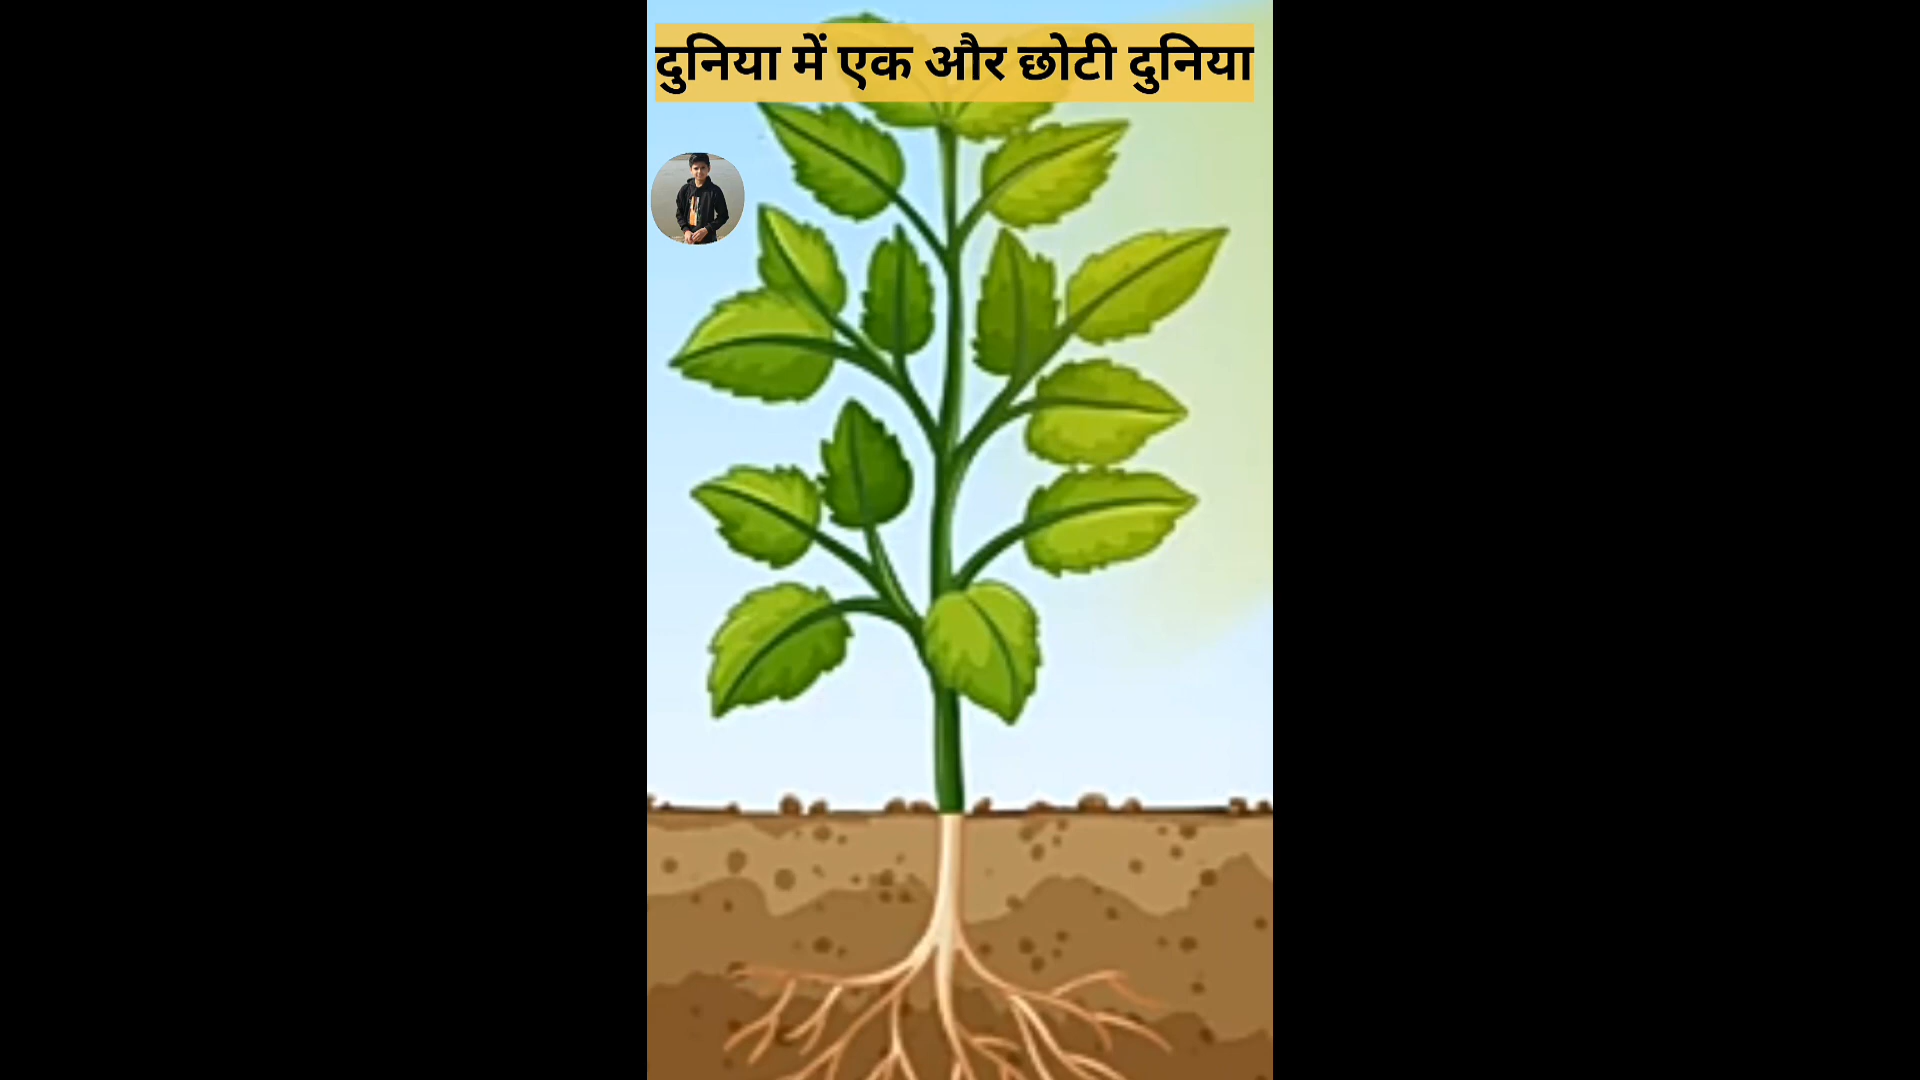 दुनिया में एक और छोटी दुनिया